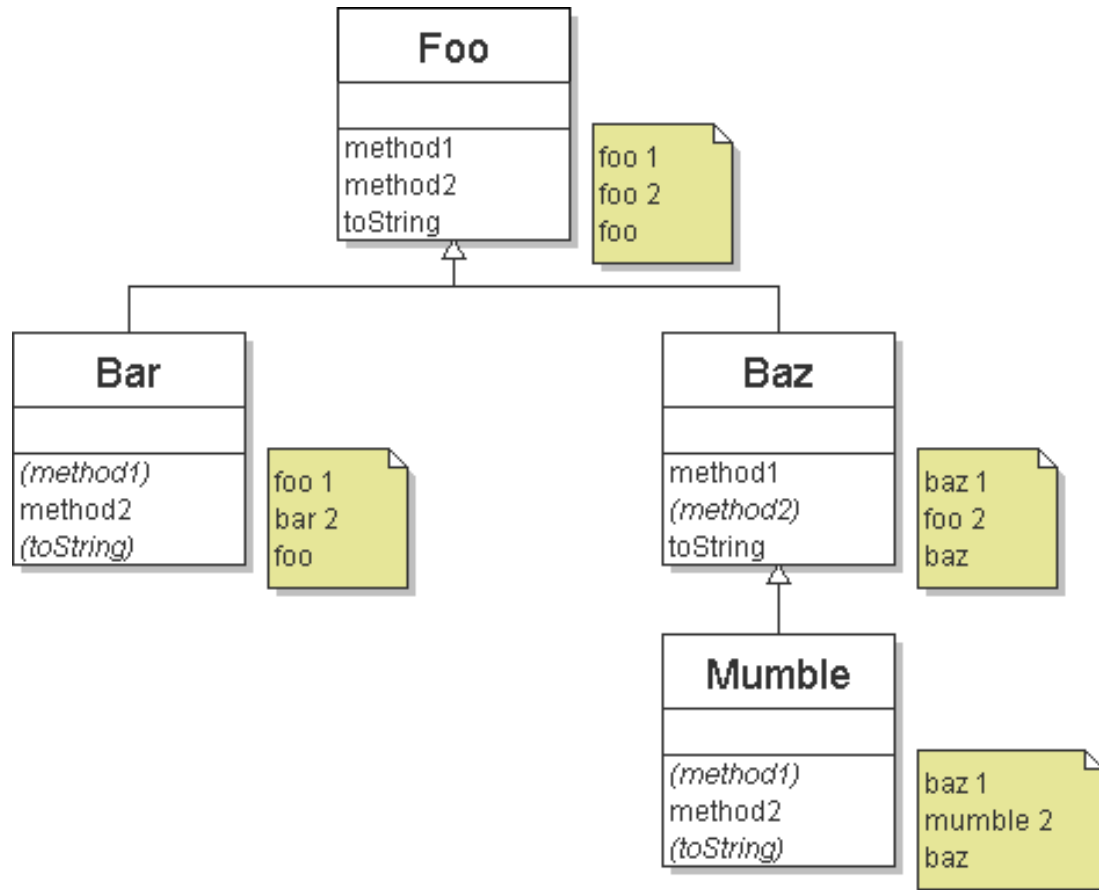 Foo
method1
method2
toString
foo 1
foo 2
foo
Bar
(method1)
method2
(toString)
foo 1
bar 2
foo
Baz
method1
(method2)
toString
baz 1
foo 2
baz
Mumble
(method1)
method2
(toString)
baz 1
mumble 2
baz